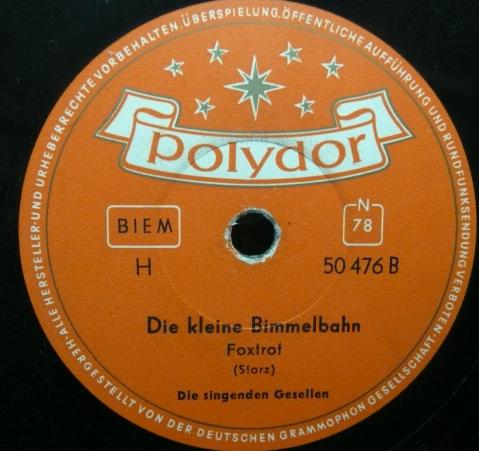 ALLE HERSTELLER- UND URHEBERRECHTE VORBEHALTEN. ÜBERSPIELUNG, ÖFFENTLICHE AUFFÜHRUNG UND RUNDFUNKSENDUNG VERBOTEN.
polydor
BIEM
N
78
H
50 476 B
Die kleine Bimmelbahn
Foxtrot
(Storz)
Die singenden Gesellen
HERGESTELLT VON DER DEUTSCHEN GRAMMOPHON GESELLSCHAFT